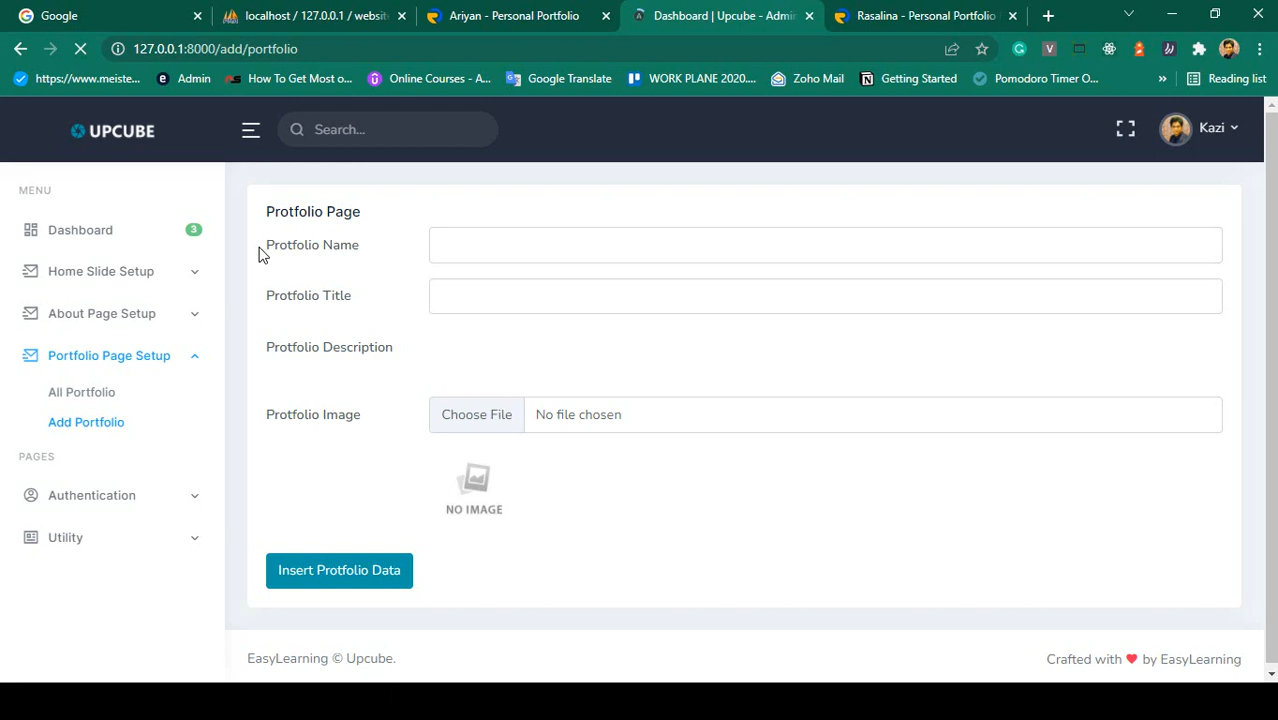 Google
localhost / 127.0.0.1 / websit
Ariyan - Personal Portfolio
Dashboard | Upcube - Admi
Rasalina - Personal Portfolio
127.0.0.1:8000/add/portfolio
https://www.meiste...
Admin
How To Get Most o...
Online Courses - A...
Google Translate
WORK PLANE 2020....
Zoho Mail
Getting Started
Pomodoro Timer O...
»
Reading list
UPCUBE
Search...
Kazi
MENU
Dashboard
3
Home Slide Setup
About Page Setup
Portfolio Page Setup
All Portfolio
Add Portfolio
PAGES
Authentication
Utility
Protfolio Page
Protfolio Name
Protfolio Title
Protfolio Description
Protfolio Image
Choose File
No file chosen
NO IMAGE
Insert Protfolio Data
EasyLearning © Upcube.
Crafted with ❤ by EasyLearning